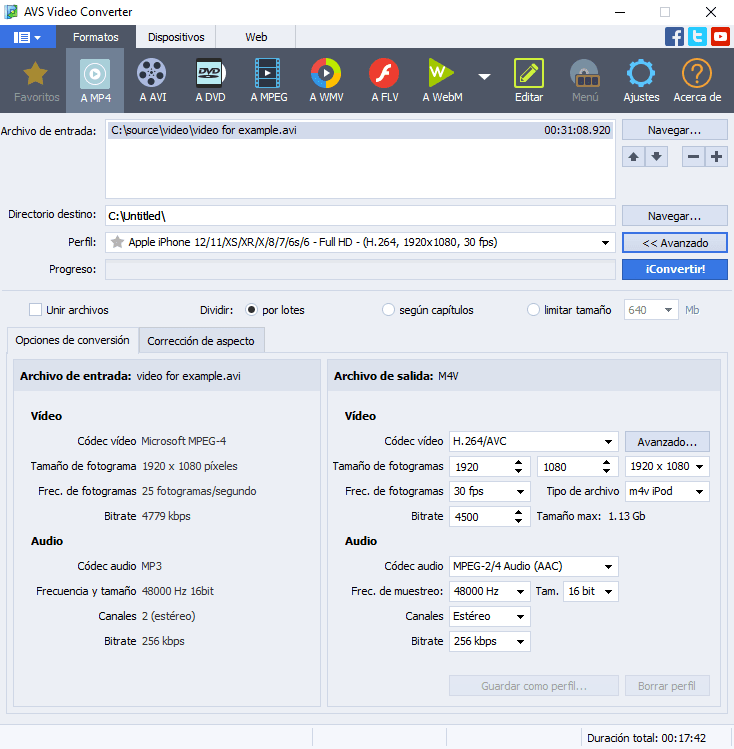 AVS Video Converter
Formatos Dispositivos Web
Favoritos A MP4 A AVI A DVD A MPEG A WMV A FLV A WebM Editar Menú Ajustes Acerca de
Archivo de entrada: C:\source\video\video for example.avi 00:31:08.920 Navegar...
Directorio destino: C:\Untitled\ Navegar...
Perfil: Apple iPhone 12/11/XS/XR/X/8/7/6s/6 - Full HD - (H.264, 1920x1080, 30 fps) << Avanzado
Progreso: ¡Convertir!
Unir archivos Dividir: por lotes según capítulos limitar tamaño 640 Mb
Opciones de conversión Corrección de aspecto
Archivo de entrada: video for example.avi
Vídeo
Códec vídeo Microsoft MPEG-4
Tamaño de fotograma 1920 x 1080 píxeles
Frec. de fotogramas 25 fotogramas/segundo
Bitrate 4779 kbps
Audio
Códec audio MP3
Frecuencia y tamaño 48000 Hz 16bit
Canales 2 (estéreo)
Bitrate 256 kbps
Archivo de salida: M4V
Vídeo
Códec vídeo H.264/AVC Avanzado...
Tamaño de fotogramas 1920 1080 1920 x 1080
Frec. de fotogramas 30 fps Tipo de archivo m4v iPod
Bitrate 4500 Tamaño max: 1.13 Gb
Audio
Códec audio MPEG-2/4 Audio (AAC)
Frec. de muestreo: 48000 Hz Tam. 16 bit
Canales Estéreo
Bitrate 256 kbps
Guardar como perfil... Borrar perfil
Duración total: 00:17:42